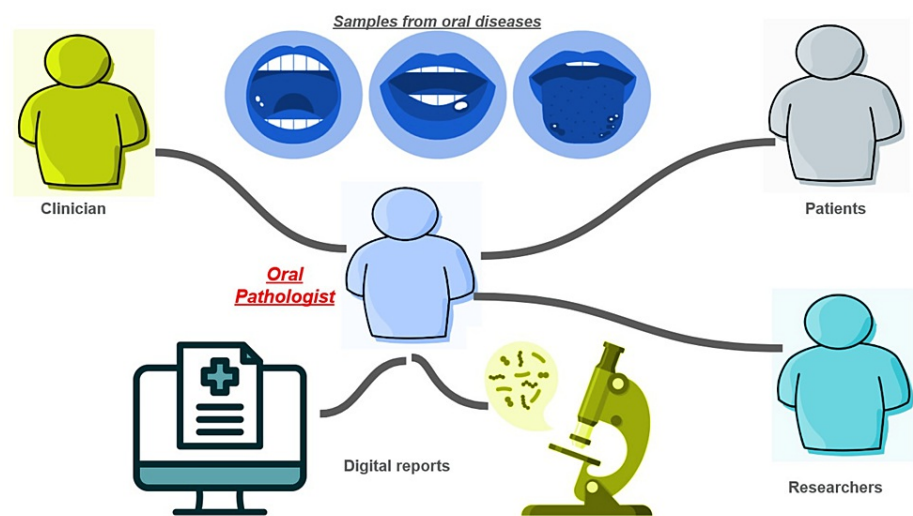 Samples from oral diseases
Clinician
Patients
Oral
Pathologist
Digital reports
Researchers